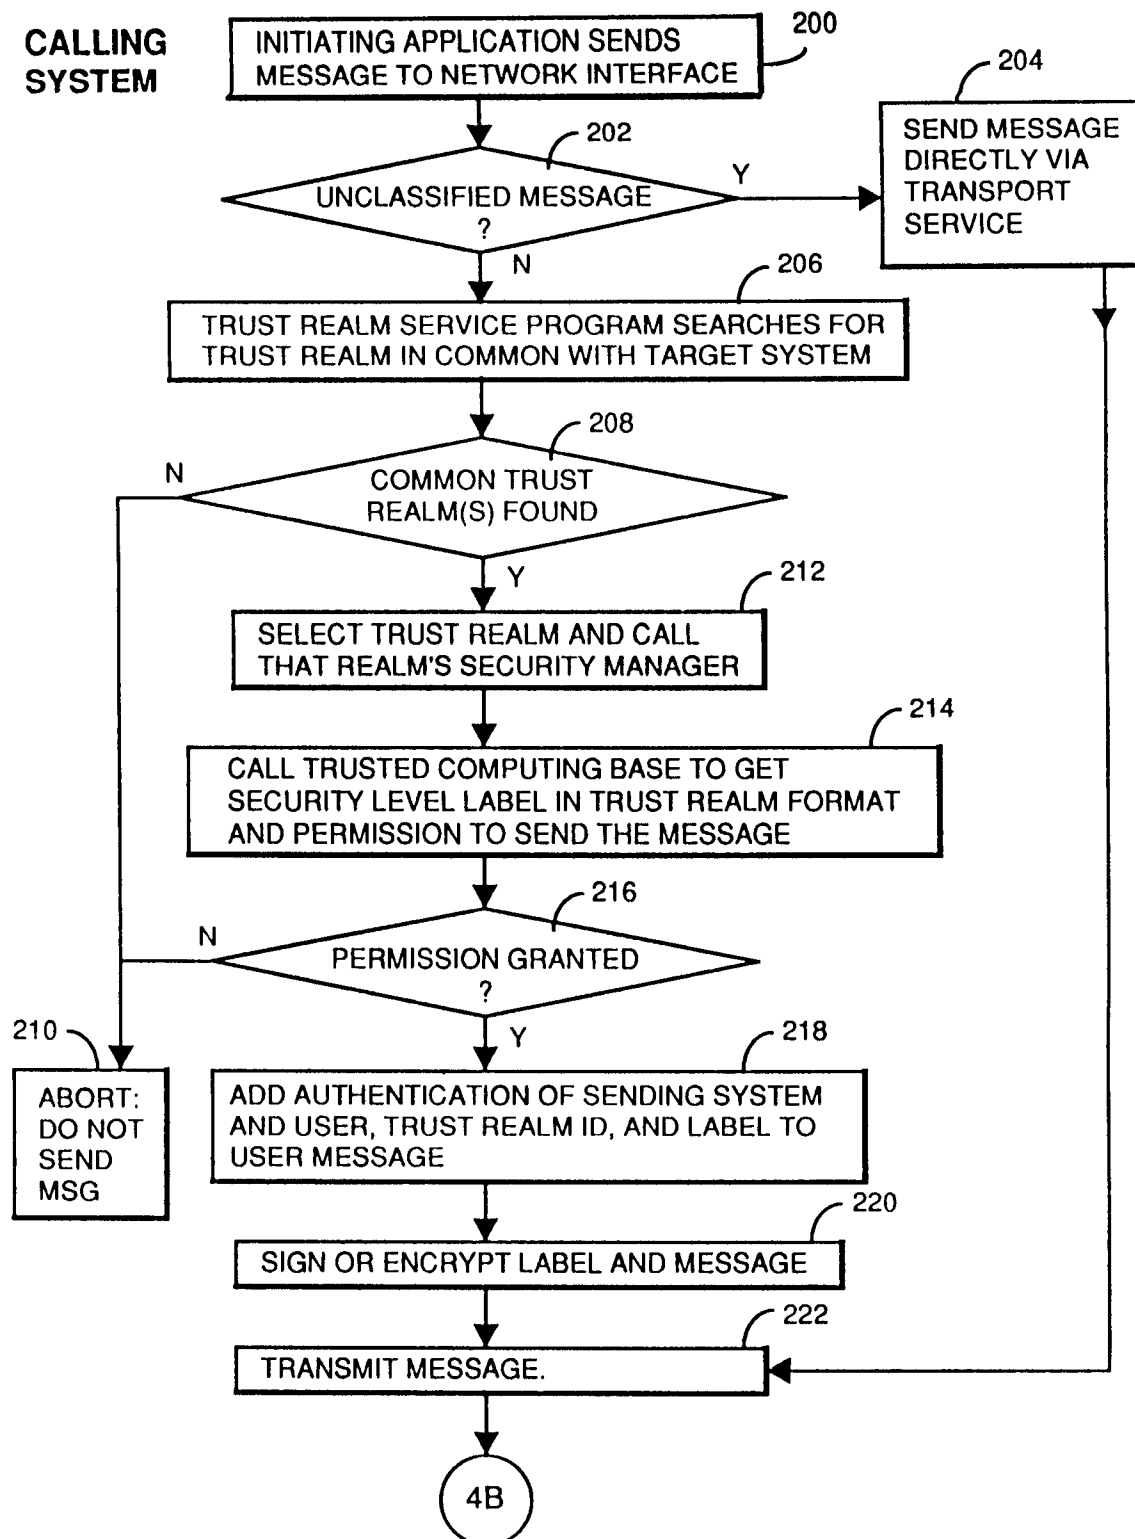 CALLING
SYSTEM
INITIATING APPLICATION SENDS
MESSAGE TO NETWORK INTERFACE
200
204
SEND MESSAGE
DIRECTLY VIA
TRANSPORT
SERVICE
202
UNCLASSIFIED MESSAGE
?
Y
N
206
TRUST REALM SERVICE PROGRAM SEARCHES FOR
TRUST REALM IN COMMON WITH TARGET SYSTEM
208
COMMON TRUST
REALM(S) FOUND
N
Y
212
SELECT TRUST REALM AND CALL
THAT REALM'S SECURITY MANAGER
214
CALL TRUSTED COMPUTING BASE TO GET
SECURITY LEVEL LABEL IN TRUST REALM FORMAT
AND PERMISSION TO SEND THE MESSAGE
216
PERMISSION GRANTED
?
N
Y
210
ABORT:
DO NOT
SEND
MSG
218
ADD AUTHENTICATION OF SENDING SYSTEM
AND USER, TRUST REALM ID, AND LABEL TO
USER MESSAGE
220
SIGN OR ENCRYPT LABEL AND MESSAGE
222
TRANSMIT MESSAGE.
4B